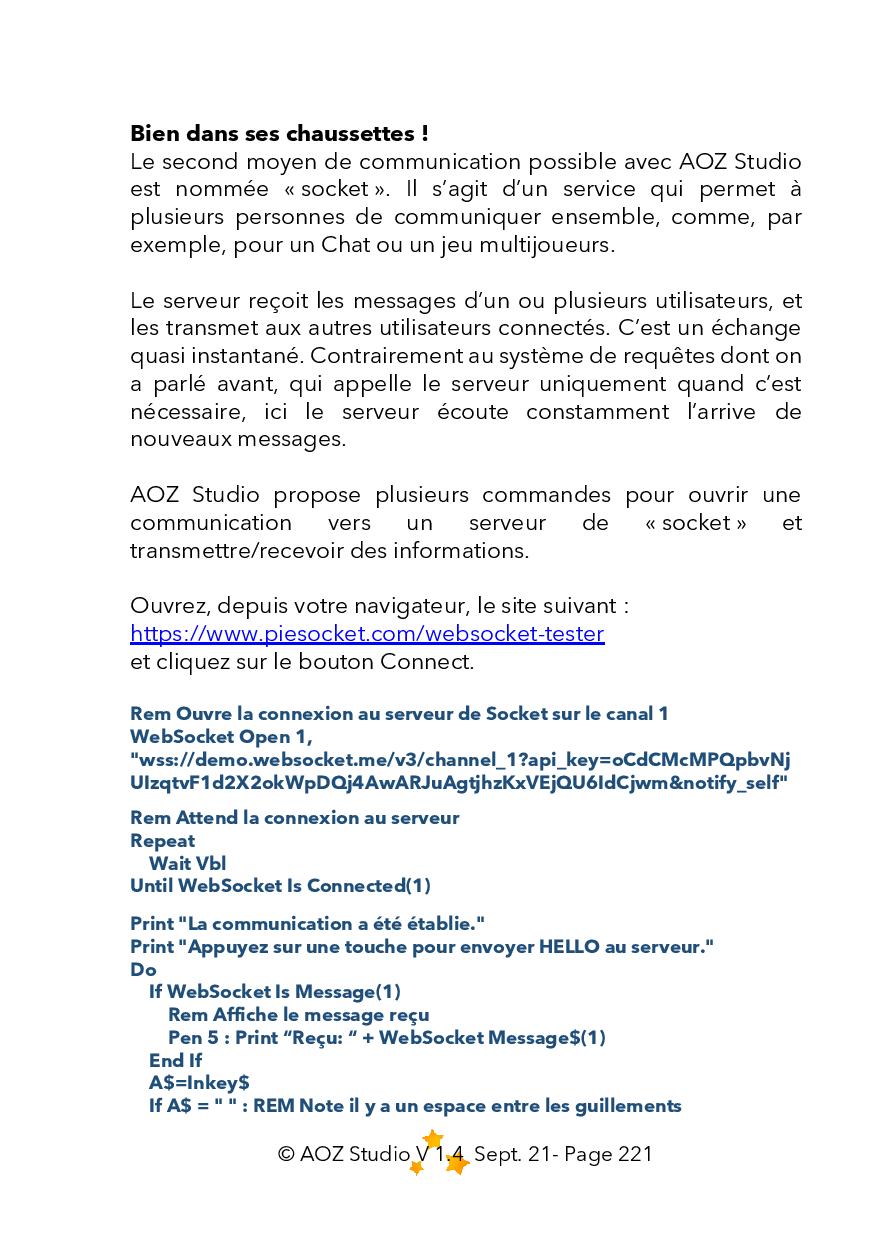 Bien dans ses chaussettes !
Le second moyen de communication possible avec AOZ Studio
est nommée « socket ». Il s’agit d’un service qui permet à
plusieurs personnes de communiquer ensemble, comme, par
exemple, pour un Chat ou un jeu multijoueurs.
Le serveur reçoit les messages d’un ou plusieurs utilisateurs, et
les transmet aux autres utilisateurs connectés. C’est un échange
quasi instantané. Contrairement au système de requêtes dont on
a parlé avant, qui appelle le serveur uniquement quand c’est
nécessaire, ici le serveur écoute constamment l’arrive de
nouveaux messages.
AOZ Studio propose plusieurs commandes pour ouvrir une
communication vers un serveur de « socket » et
transmettre/recevoir des informations.
Ouvrez, depuis votre navigateur, le site suivant :
https://www.piesocket.com/websocket-tester
et cliquez sur le bouton Connect.
Rem Ouvre la connexion au serveur de Socket sur le canal 1
WebSocket Open 1,
"wss://demo.websocket.me/v3/channel_1?api_key=oCdCMcMPQpbvNj
UIzqtvF1d2X2okWpDQj4AwARJuAgtjhzKxVEjQU6IdCjwm&notify_self"
Rem Attend la connexion au serveur
Repeat
Wait Vbl
Until WebSocket Is Connected(1)
Print "La communication a été établie."
Print "Appuyez sur une touche pour envoyer HELLO au serveur."
Do
If WebSocket Is Message(1)
Rem Affiche le message reçu
Pen 5 : Print “Reçu: “ + WebSocket Message$(1)
End If
A$=Inkey$
If A$ = " " : REM Note il y a un espace entre les guillements
© AOZ Studio V 1.4 Sept. 21- Page 221